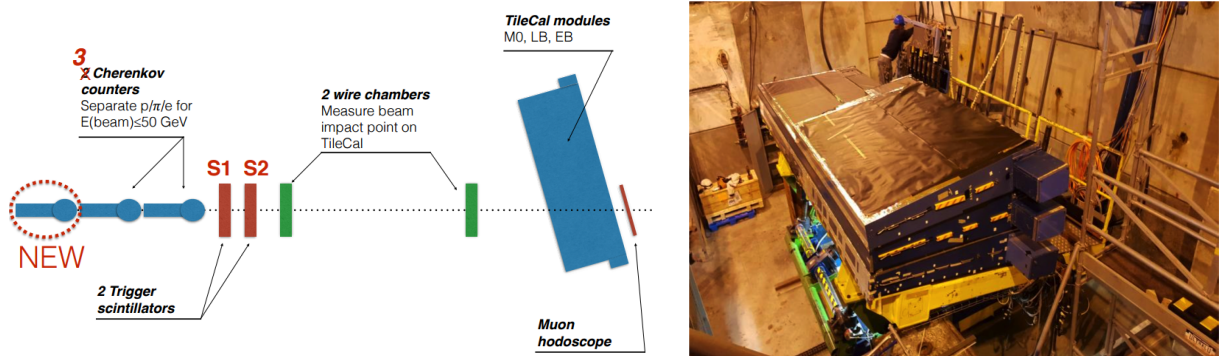 3
2 Cherenkov
counters
Separate p/π/e for
E(beam)≤50 GeV
S1
S2
2 wire chambers
Measure beam
impact point on
TileCal
TileCal modules
M0, LB, EB
NEW
2 Trigger
scintillators
Muon
hodoscope